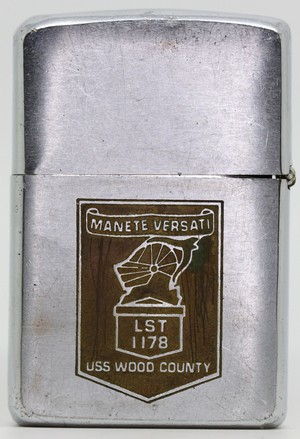 MANETE VERSATI
LST
1178
USS WOOD COUNTY